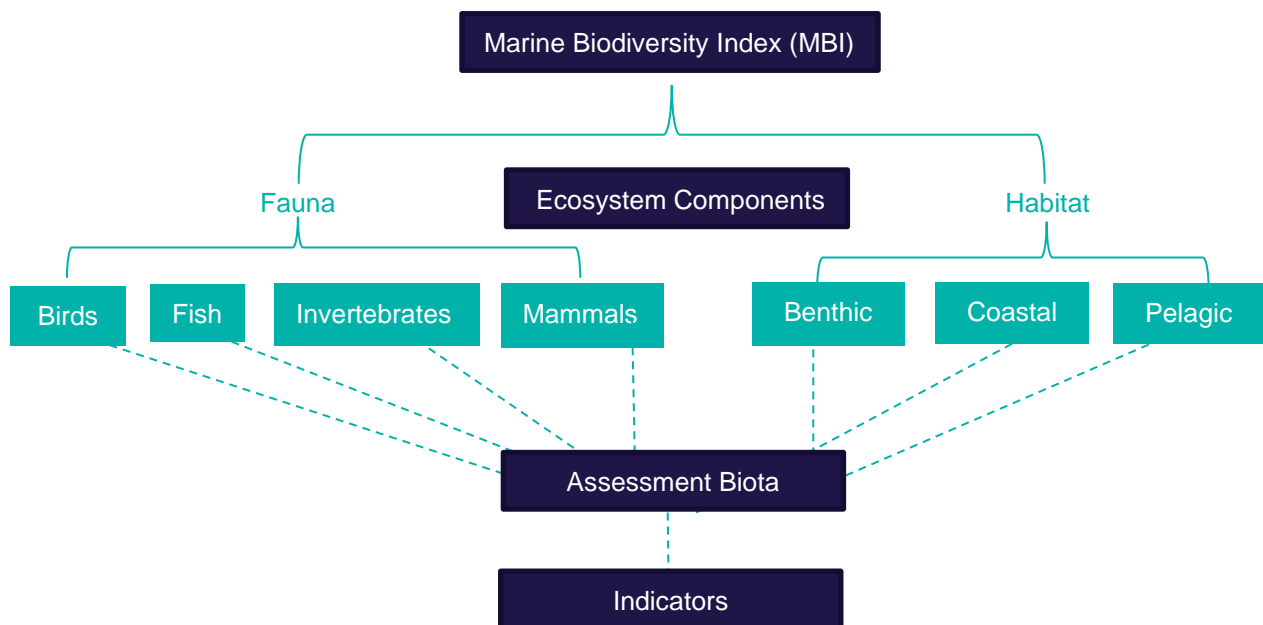 Marine Biodiversity Index (MBI)
Ecosystem Components
Fauna
Habitat
Birds
Fish
Invertebrates
Mammals
Benthic
Coastal
Pelagic
Assessment Biota
Indicators